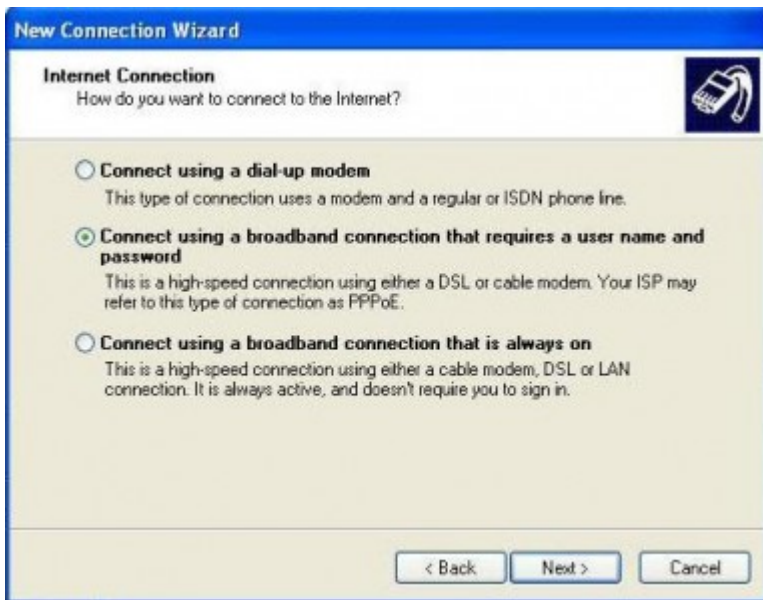 New Connection Wizard
Internet Connection
How do you want to connect to the Internet?
Connect using a dial-up modem
This type of connection uses a modem and a regular or ISDN phone line.
Connect using a broadband connection that requires a user name and
password
This is a high-speed connection using either a DSL or cable modem. Your ISP may
refer to this type of connection as PPPoE.
Connect using a broadband connection that is always on
This is a high-speed connection using either a cable modem, DSL or LAN
connection. It is always active, and doesn't require you to sign in.
< Back Next > Cancel